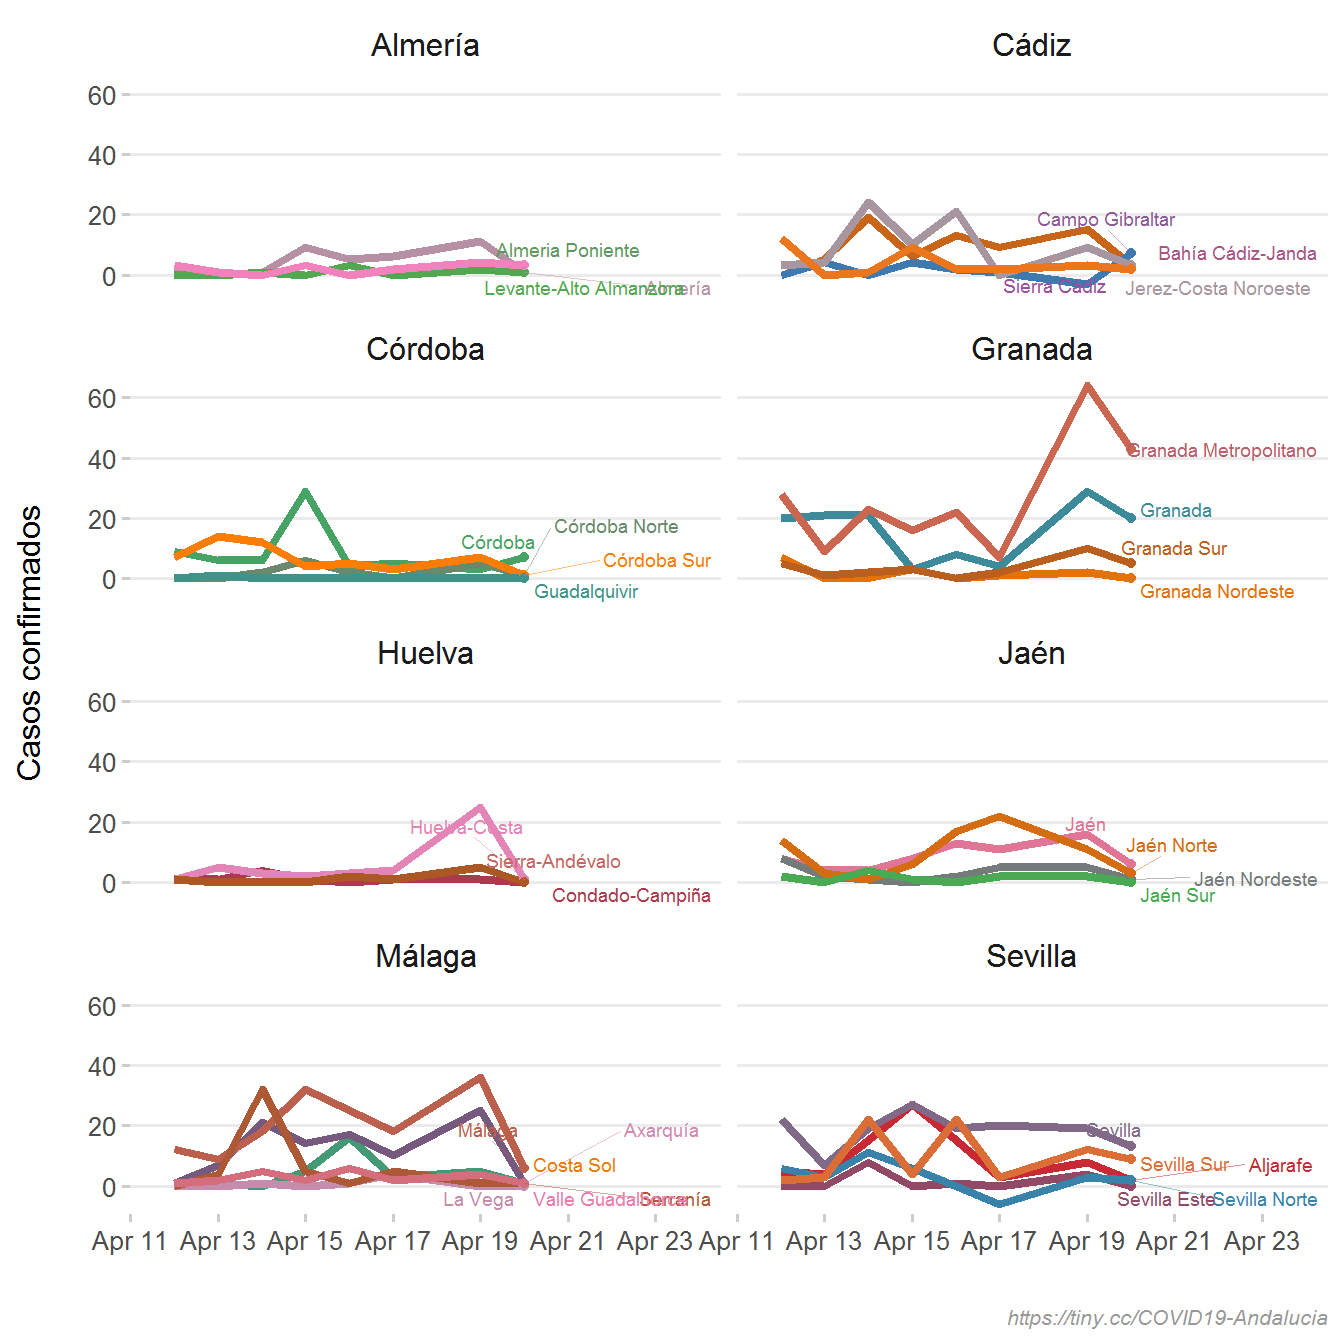 Almería
Cádiz
60
40
20
0
Almeria Poniente
Levante-Alto Almanzora
Almería
Campo Gibraltar
Bahía Cádiz-Janda
Sierra Cádiz
Jerez-Costa Noroeste
Córdoba
Granada
60
40
20
0
Córdoba Norte
Córdoba
Córdoba Sur
Guadalquivir
Granada Metropolitano
Granada
Granada Sur
Granada Nordeste
Casos confirmados
Huelva
Jaén
60
40
20
0
Huelva-Costa
Sierra-Andévalo
Condado-Campiña
Jaén
Jaén Norte
Jaén Nordeste
Jaén Sur
Málaga
Sevilla
60
40
20
0
Málaga
Axarquía
Costa Sol
La Vega
Valle Guadalhorce
Serranía
Sevilla
Sevilla Sur
Aljarafe
Sevilla Este
Sevilla Norte
Apr 11 Apr 13 Apr 15 Apr 17 Apr 19 Apr 21 Apr 23
Apr 11 Apr 13 Apr 15 Apr 17 Apr 19 Apr 21 Apr 23
https://tiny.cc/COVID19-Andalucia